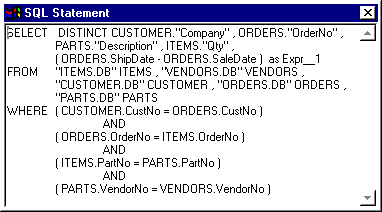 SQL Statement
SELECT DISTINCT CUSTOMER."Company" , ORDERS."OrderNo" ,
PARTS."Description" , ITEMS."Qty" ,
( ORDERS.ShipDate - ORDERS.SaleDate ) as Expr__1
FROM "ITEMS.DB" ITEMS , "VENDORS.DB" VENDORS ,
"CUSTOMER.DB" CUSTOMER , "ORDERS.DB" ORDERS ,
"PARTS.DB" PARTS
WHERE ( CUSTOMER.CustNo = ORDERS.CustNo )
AND
( ORDERS.OrderNo = ITEMS.OrderNo )
AND
( ITEMS.PartNo = PARTS.PartNo )
AND
( PARTS.VendorNo = VENDORS.VendorNo )